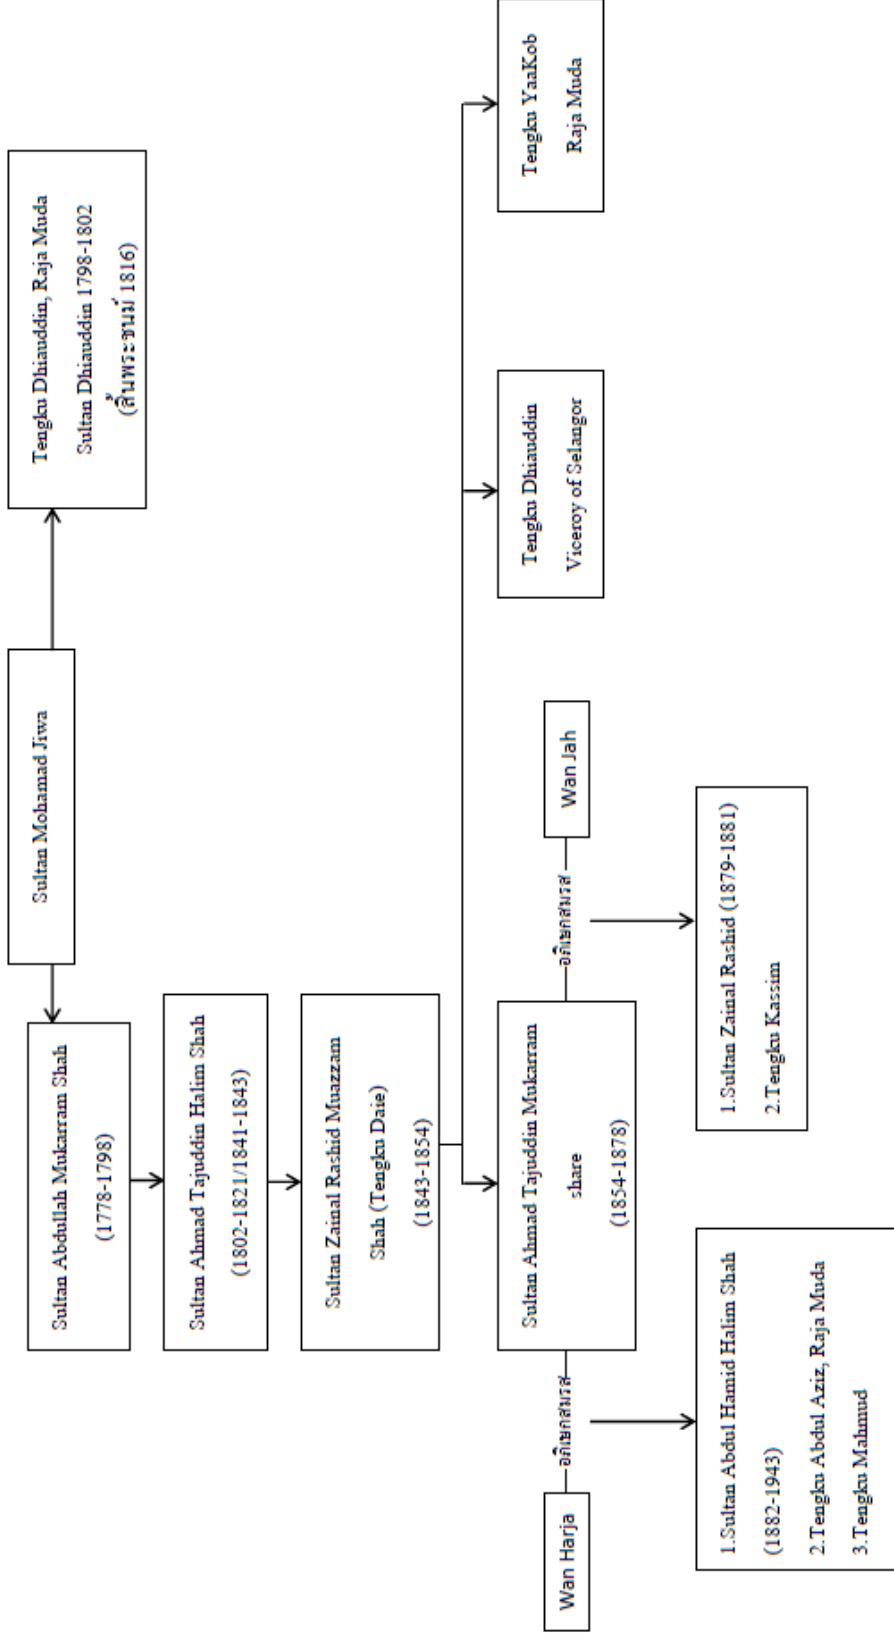 Sultan Mohamad Jiwa
Sultan Abdullah Mukarram Shah
(1778-1798)
Tengku Dhiauddin, Raja Muda
Sultan Dhiauddin 1798-1802
(สิ้นพระชนม์ 1816)
Sultan Ahmad Tajuddin Halim Shah
(1802-1821/1841-1843)
Sultan Zainal Rashid Muazzam
Shah (Tengku Daie)
(1843-1854)
Wan Harja
อภิเษกสมรส
Sultan Ahmad Tajuddin Mukarram
share
(1854-1878)
อภิเษกสมรส
Wan Jah
Tengku Dhiauddin
Viceroy of Selangor
Tengku YaaKob
Raja Muda
1.Sultan Abdul Hamid Halim Shah
(1882-1943)
2.Tengku Abdul Aziz, Raja Muda
3.Tengku Mahmud
1.Sultan Zainal Rashid (1879-1881)
2.Tengku Kassim